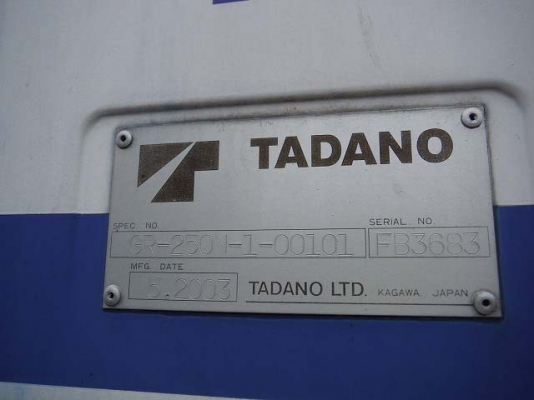 TADANO
SPEC NO.
SERIAL NO.
GR-250N-1-00101
FB3683
MFG. DATE
5.2003
TADANO LTD. KAGAWA, JAPAN